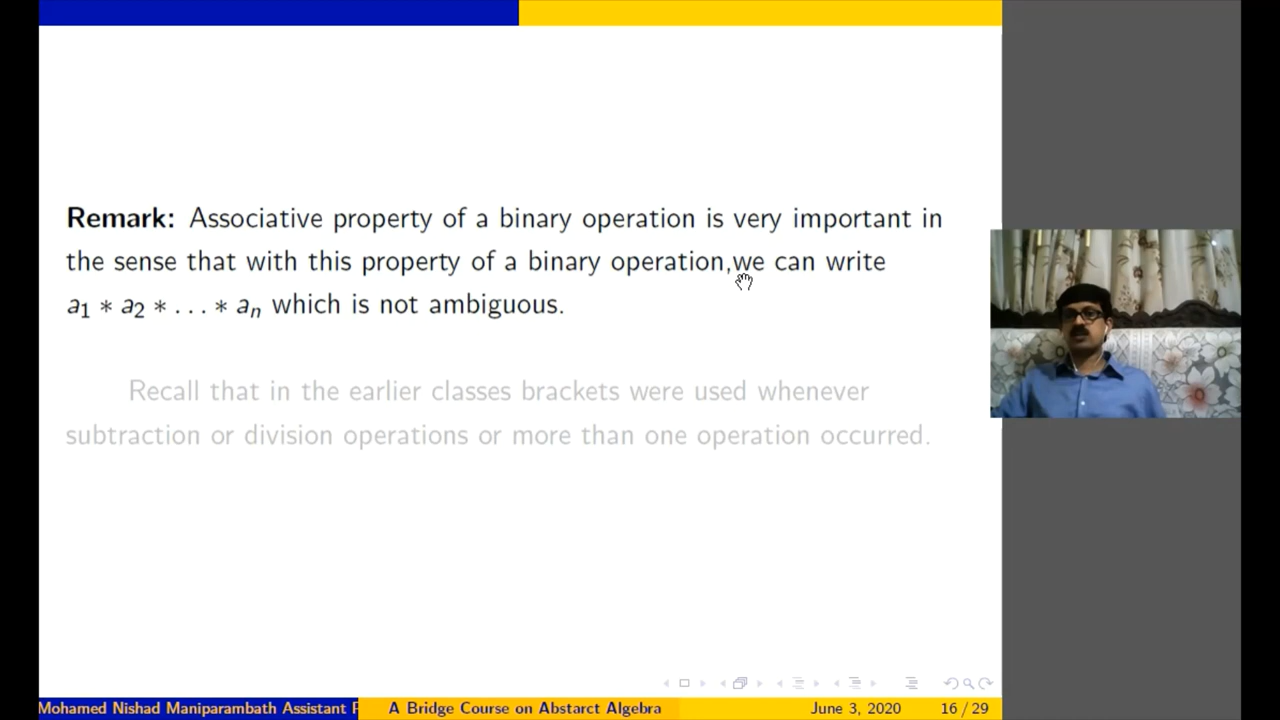 Remark: Associative property of a binary operation is very important in
the sense that with this property of a binary operation,we can write
a₁ ∗ a₂ ∗ . . . ∗ aₙ which is not ambiguous.
Recall that in the earlier classes brackets were used whenever
subtraction or division operations or more than one operation occurred.
Mohamed Nishad Maniparambath Assistant P
A Bridge Course on Abstarct Algebra
June 3, 2020
16 / 29